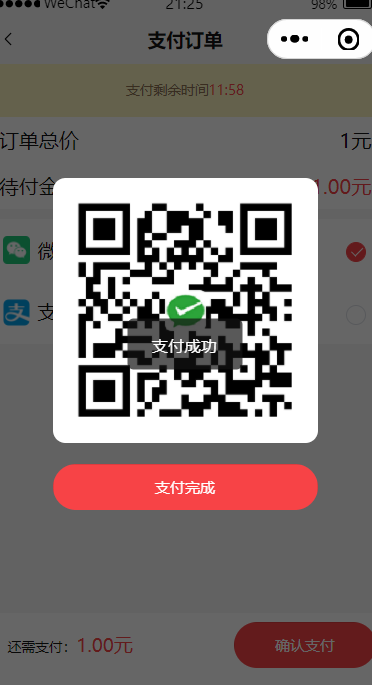 WeChat
21:25
98%
支付订单
支付剩余时间11:58
订单总价
1元
待付金
1.00元
微
支
支付成功
支付完成
还需支付：1.00元
确认支付